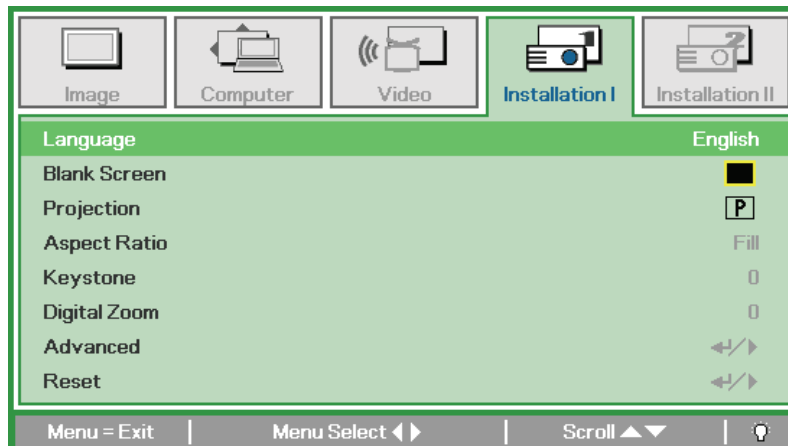 Image Computer Video Installation I Installation II
Language English
Blank Screen
Projection P
Aspect Ratio Fill
Keystone 0
Digital Zoom 0
Advanced
Reset
Menu = Exit Menu Select Scroll